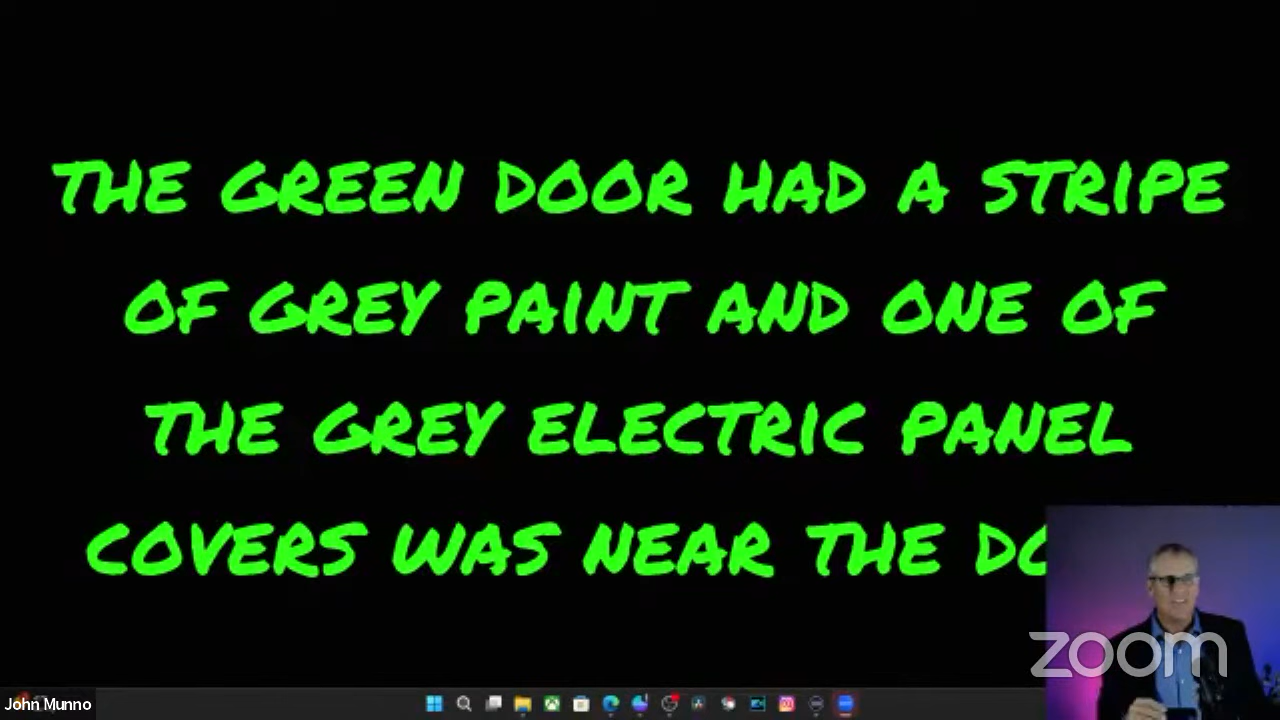 THE GREEN DOOR HAD A STRIPE
OF GREY PAINT AND ONE OF
THE GREY ELECTRIC PANEL
COVERS WAS NEAR THE
zoom
John Munno